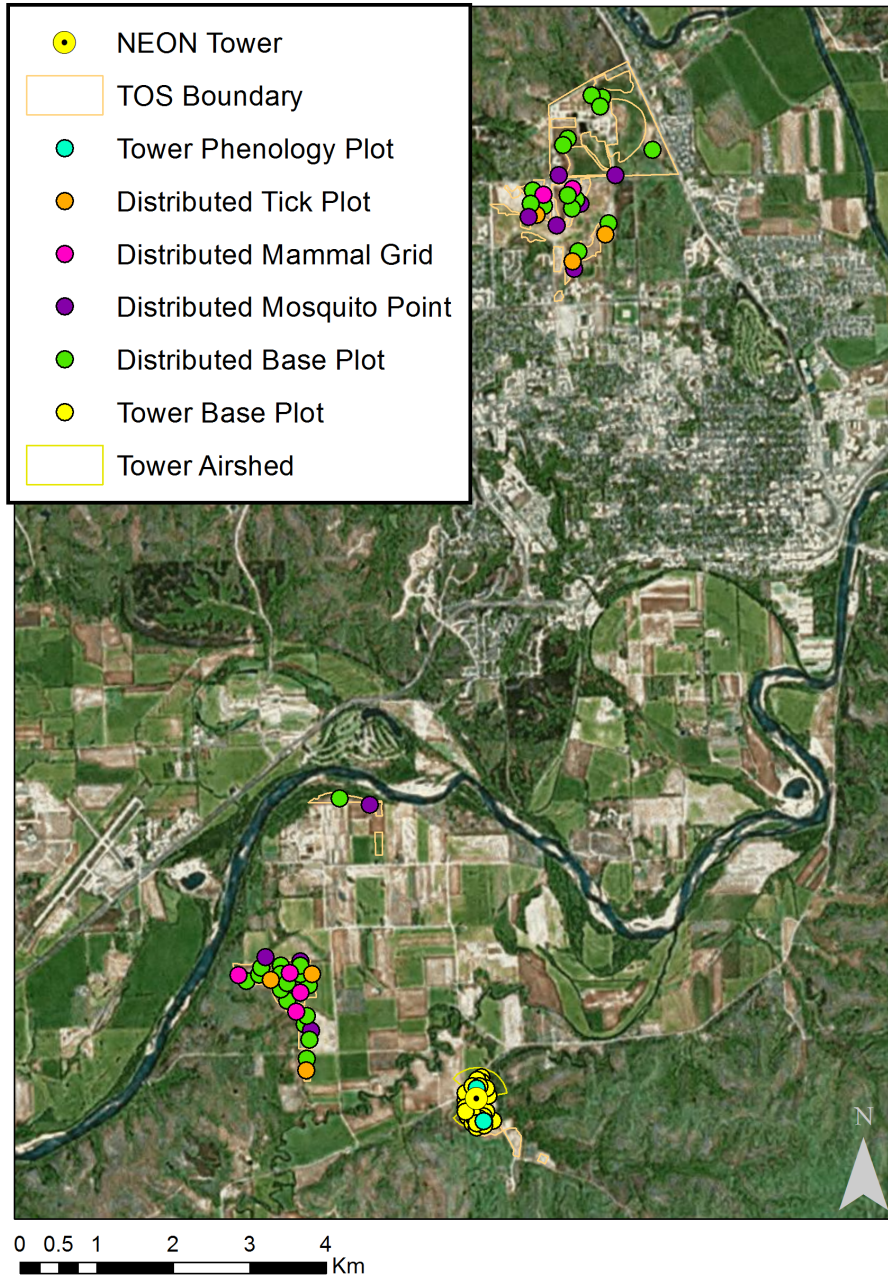 NEON Tower
TOS Boundary
Tower Phenology Plot
Distributed Tick Plot
Distributed Mammal Grid
Distributed Mosquito Point
Distributed Base Plot
Tower Base Plot
Tower Airshed
N
0 0.5 1 2 3 4
Km